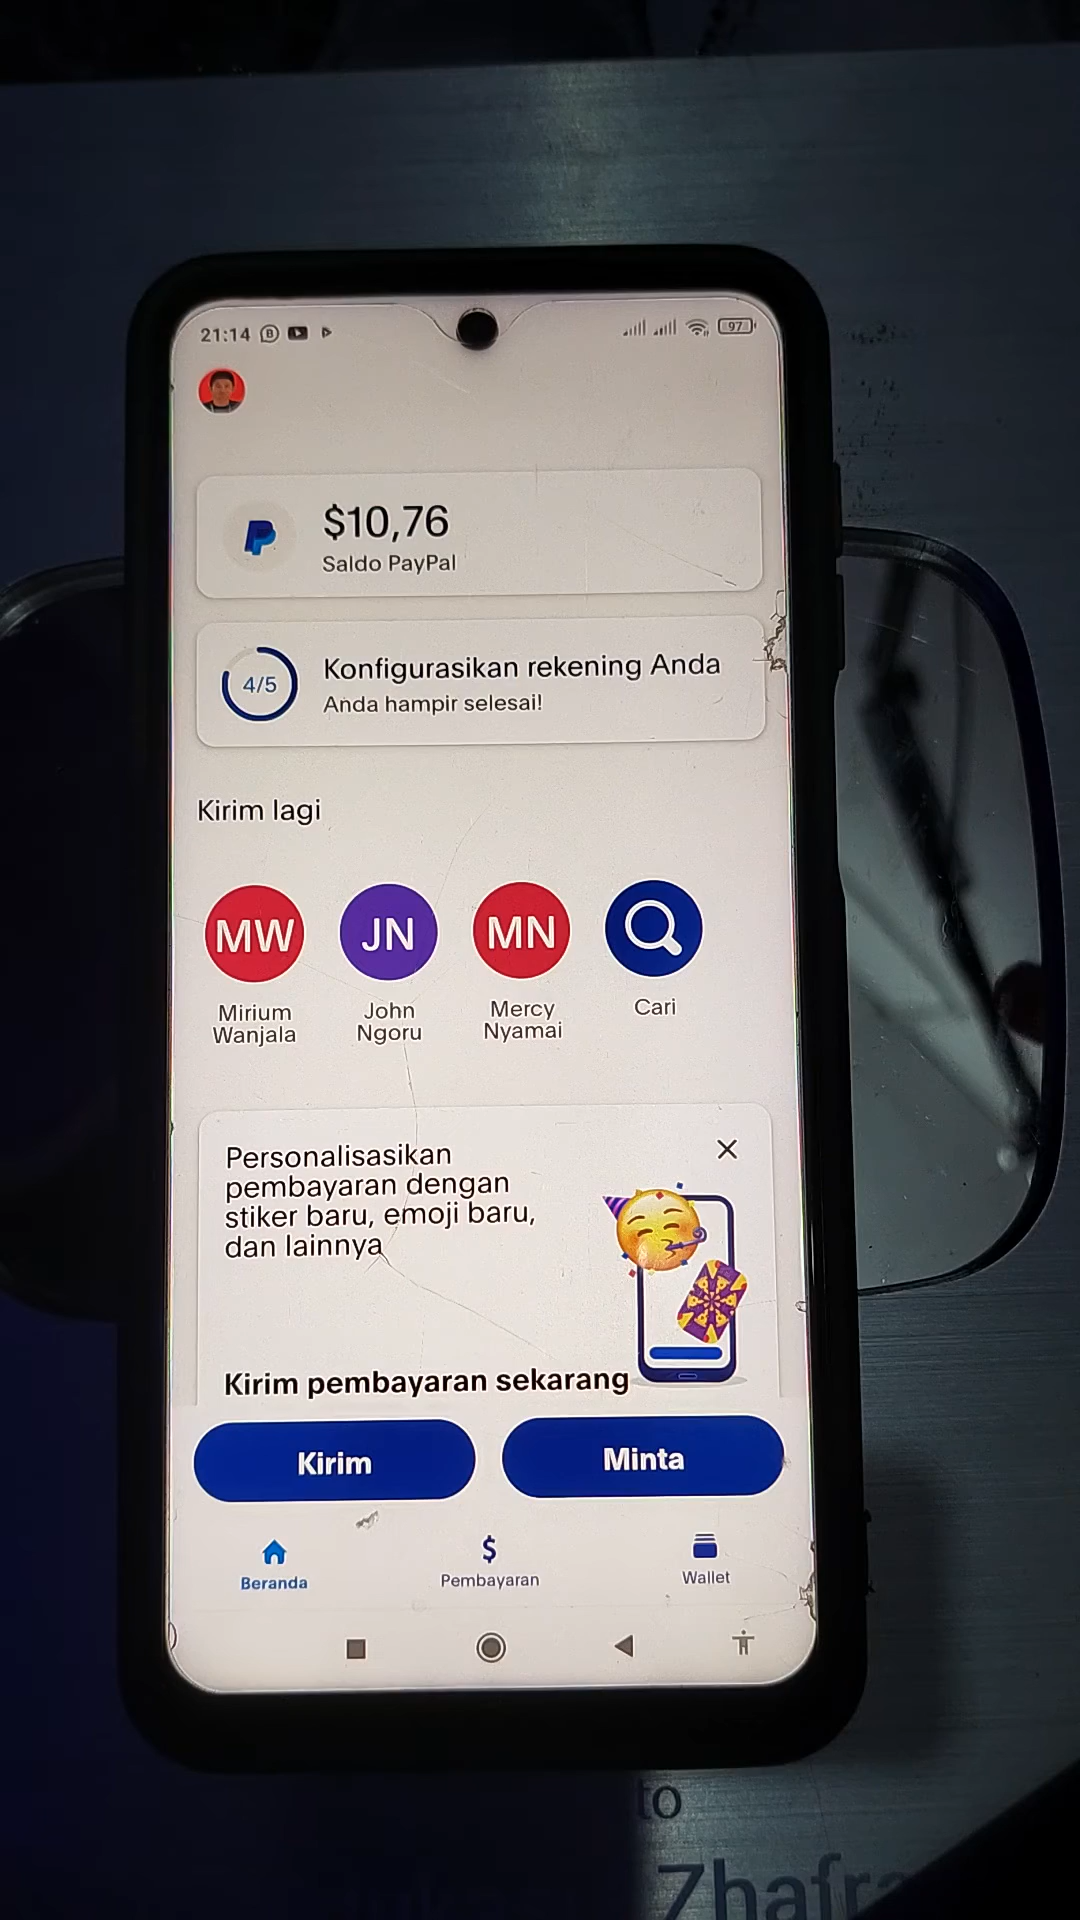 21:14
97
$10,76
Saldo PayPal
4/5
Konfigurasikan rekening Anda
Anda hampir selesai!
Kirim lagi
MW
JN
MN
Mirium
Wanjala
John
Ngoru
Mercy
Nyamai
Cari
Personalisasikan
pembayaran dengan
stiker baru, emoji baru,
dan lainnya
Kirim pembayaran sekarang
Kirim
Minta
Beranda
$
Pembayaran
Wallet
to